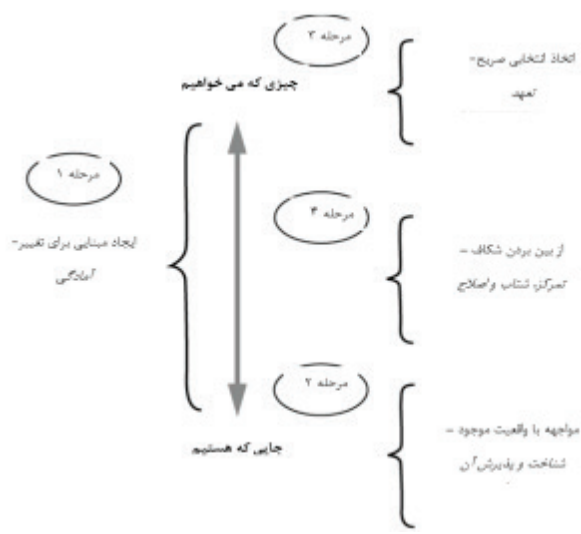 مرحله ۳
چیزی که می خواهیم
اتخاذ انتخابی صریح-
تعهد
مرحله ۱
ایجاد مبنایی برای تغییر-
آمادگی
مرحله ۴
از بین بردن شکاف –
تمرکز، شتاب و اصلاح
مرحله ۲
جایی که هستیم
مواجهه با واقعیت موجود –
شناخت و پذیرش آن